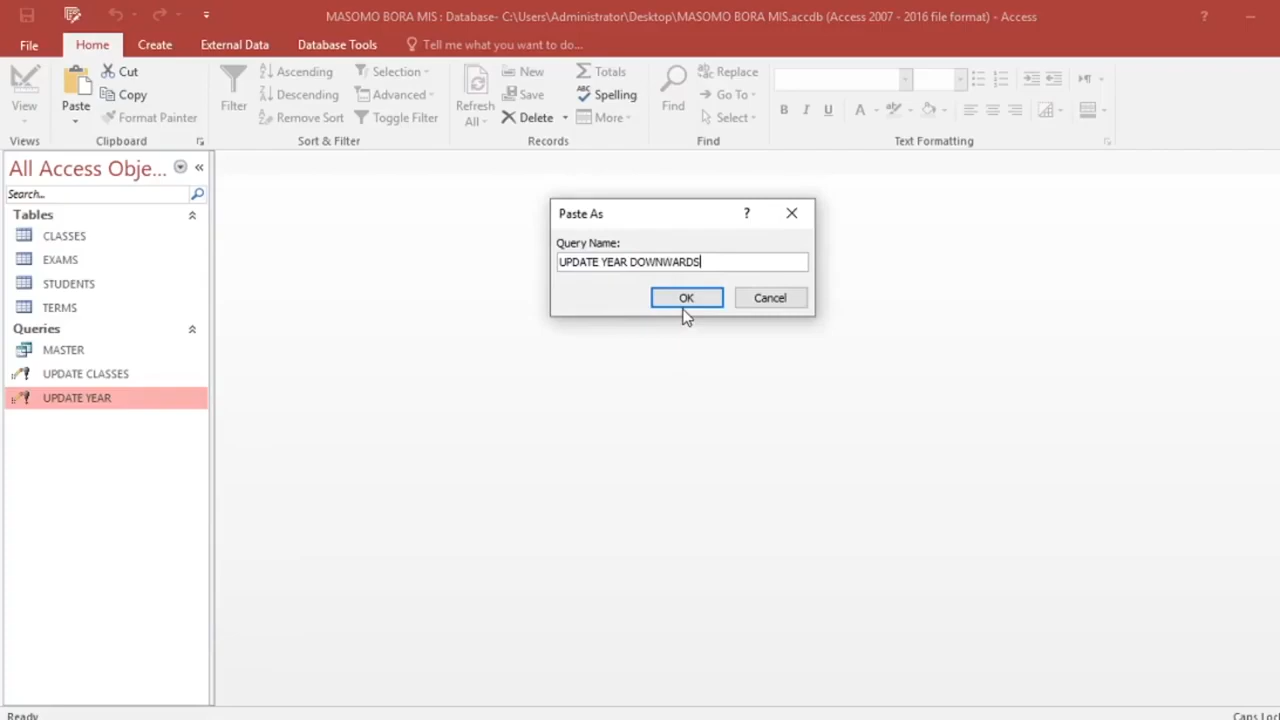 MASOMO BORA MIS : Database- C:\Users\Administrator\Desktop\MASOMO BORA MIS.accdb (Access 2007 - 2016 file format) - Access
?
File Home Create External Data Database Tools Tell me what you want to do...
View
Views
Paste
Cut
Copy
Format Painter
Clipboard
Filter
Ascending
Descending
Remove Sort
Selection
Advanced
Toggle Filter
Sort & Filter
Refresh
All
New
Save
Delete
Totals
Spelling
More
Records
Find
Replace
Go To
Select
Find
B I U
A
Text Formatting
All Access Obje...
Search...
Tables
CLASSES
EXAMS
STUDENTS
TERMS
Queries
MASTER
UPDATE CLASSES
UPDATE YEAR
Paste As
?
Query Name:
UPDATE YEAR DOWNWARDS
OK Cancel
Ready
Caps Loc